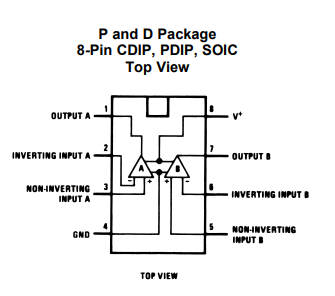 P and D Package
8-Pin CDIP, PDIP, SOIC
Top View
OUTPUT A 1
8 V+
INVERTING INPUT A 2
7 OUTPUT B
A
B
- +
+ -
NON-INVERTING
INPUT A 3
6 INVERTING INPUT B
GND 4
5 NON-INVERTING
INPUT B
TOP VIEW